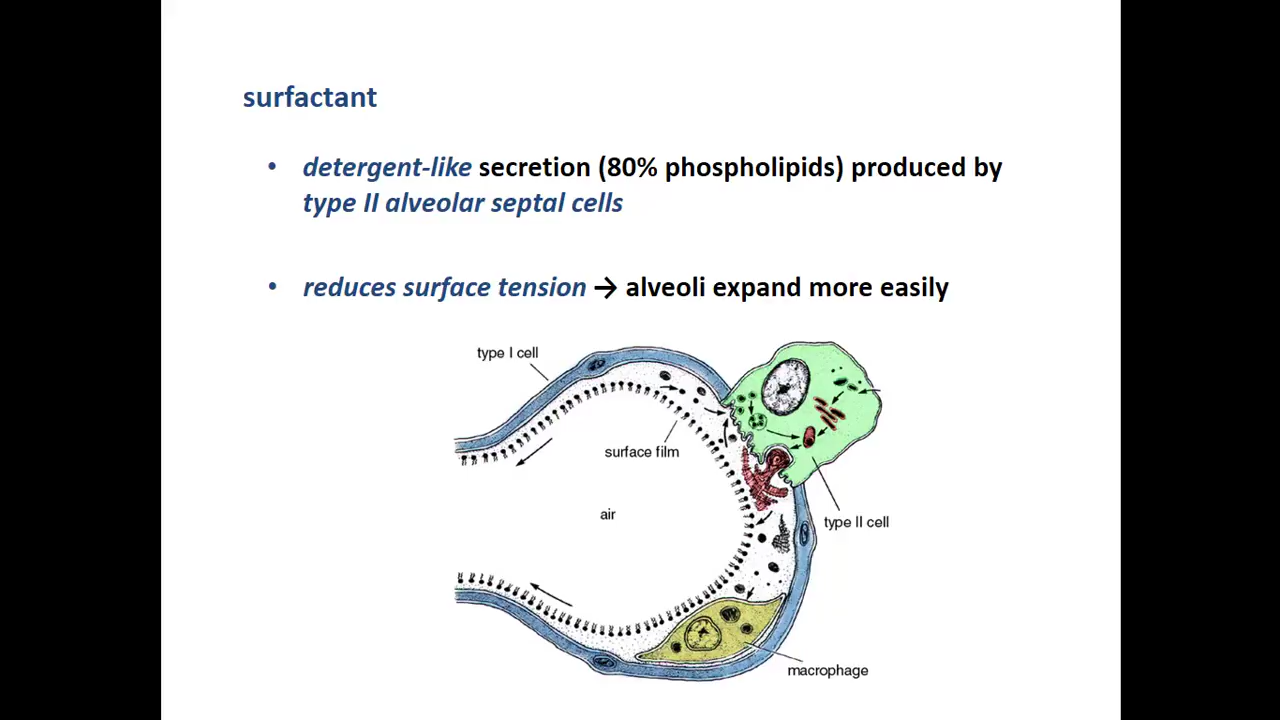 surfactant
• detergent-like secretion (80% phospholipids) produced by
type II alveolar septal cells
• reduces surface tension → alveoli expand more easily
type I cell
surface film
air
type II cell
macrophage